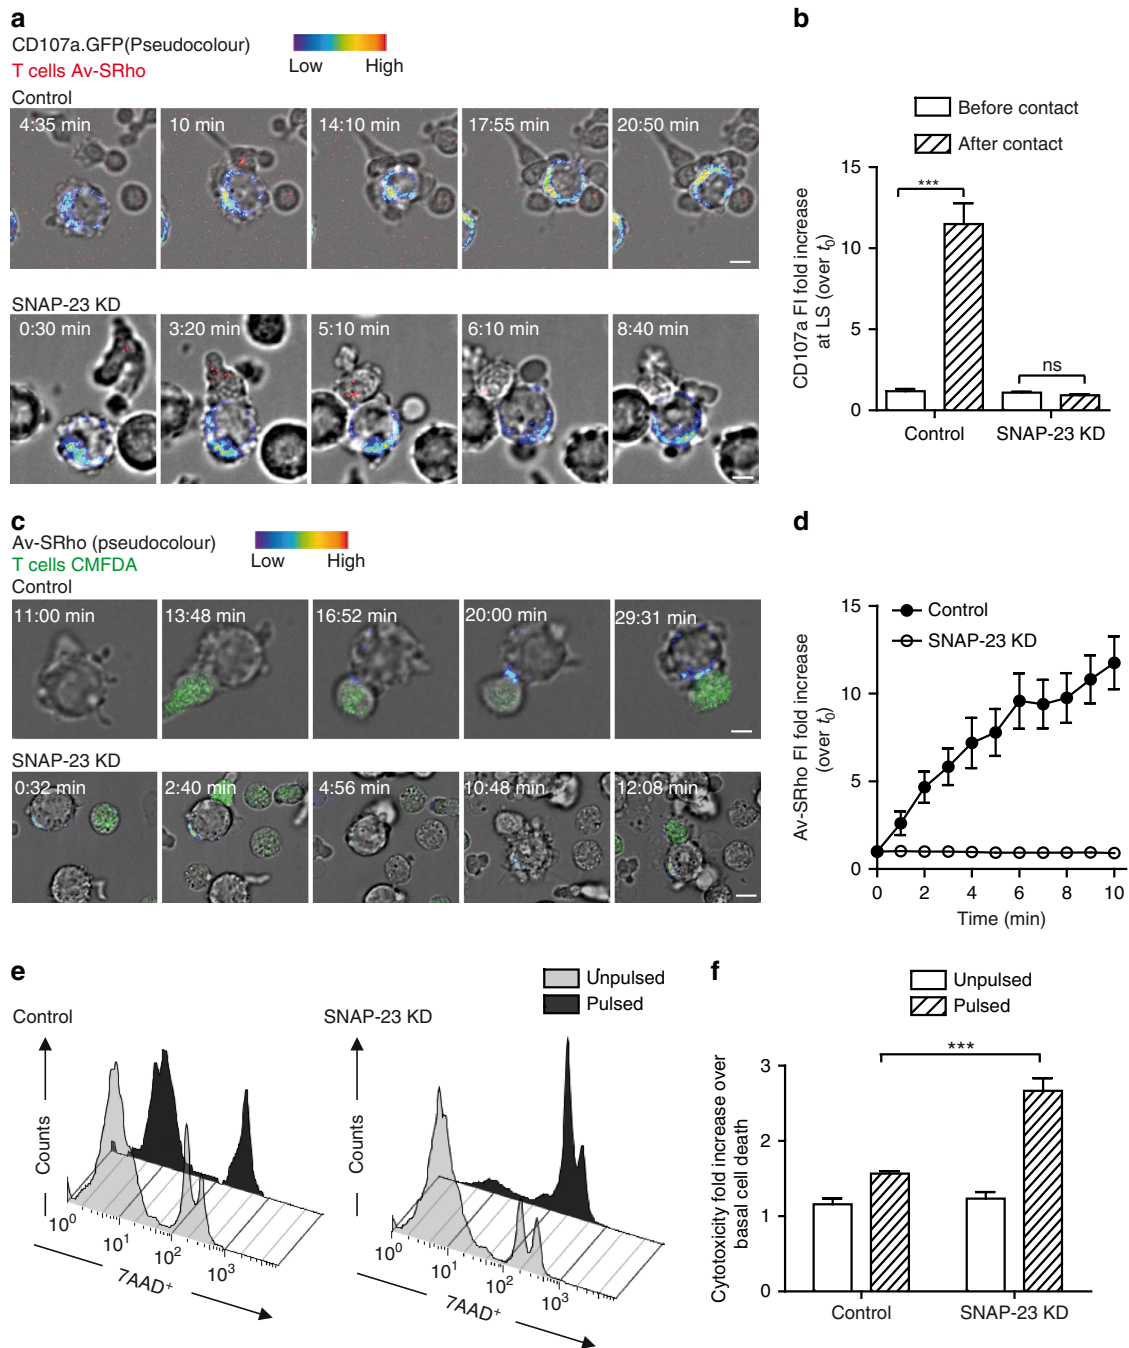 a
CD107a.GFP(Pseudocolour)
Low High
T cells Av-SRho
Control
4:35 min 10 min 14:10 min 17:55 min 20:50 min
SNAP-23 KD
0:30 min 3:20 min 5:10 min 6:10 min 8:40 min
b
Before contact
After contact
CD107a FI fold increase
at LS (over t0)
15
10
5
0
***
ns
Control SNAP-23 KD
c
Av-SRho (pseudocolour)
Low High
T cells CMFDA
Control
11:00 min 13:48 min 16:52 min 20:00 min 29:31 min
SNAP-23 KD
0:32 min 2:40 min 4:56 min 10:48 min 12:08 min
d
Control
SNAP-23 KD
Av-SRho FI fold increase
(over t0)
15
10
5
0
0 2 4 6 8 10
Time (min)
e
Unpulsed
Pulsed
Control
Counts
10^0 10^1 10^2 10^3
7AAD+
SNAP-23 KD
Counts
10^0 10^1 10^2 10^3
7AAD+
f
Unpulsed
Pulsed
Cytotoxicity fold increase over
basal cell death
3
2
1
0
***
Control SNAP-23 KD